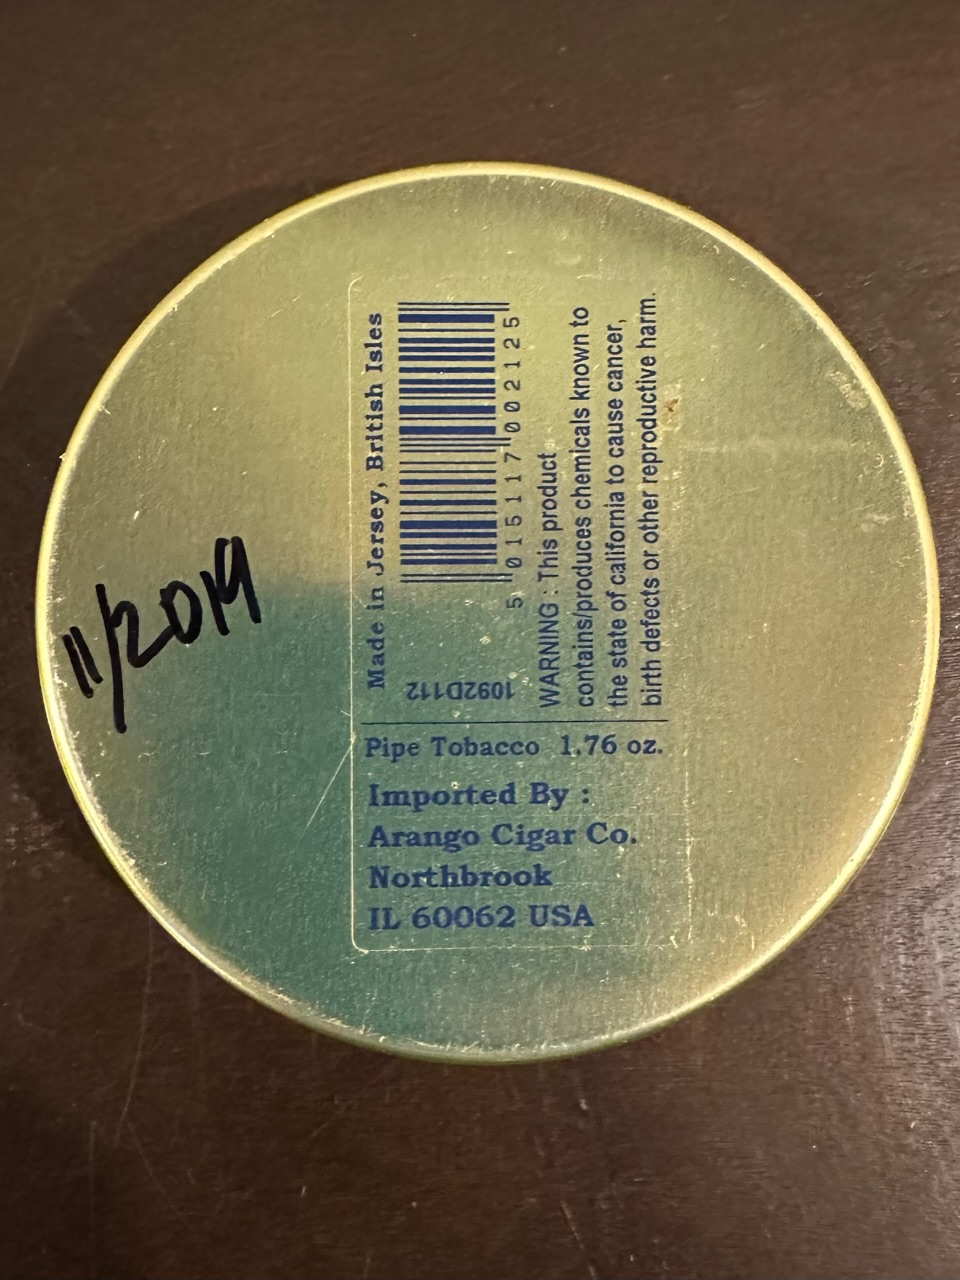 11/2019
Made in Jersey, British Isles
5 015117 002125
1092D112
WARNING : This product
contains/produces chemicals known to
the state of california to cause cancer,
birth defects or other reproductive harm.
Pipe Tobacco 1.76 oz.
Imported By :
Arango Cigar Co.
Northbrook
IL 60062 USA